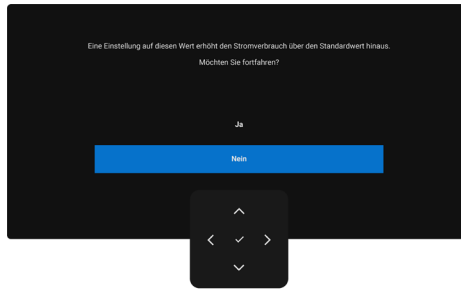 Eine Einstellung auf diesen Wert erhöht den Stromverbrauch über den Standardwert hinaus.
Möchten Sie fortfahren?
Ja
Nein